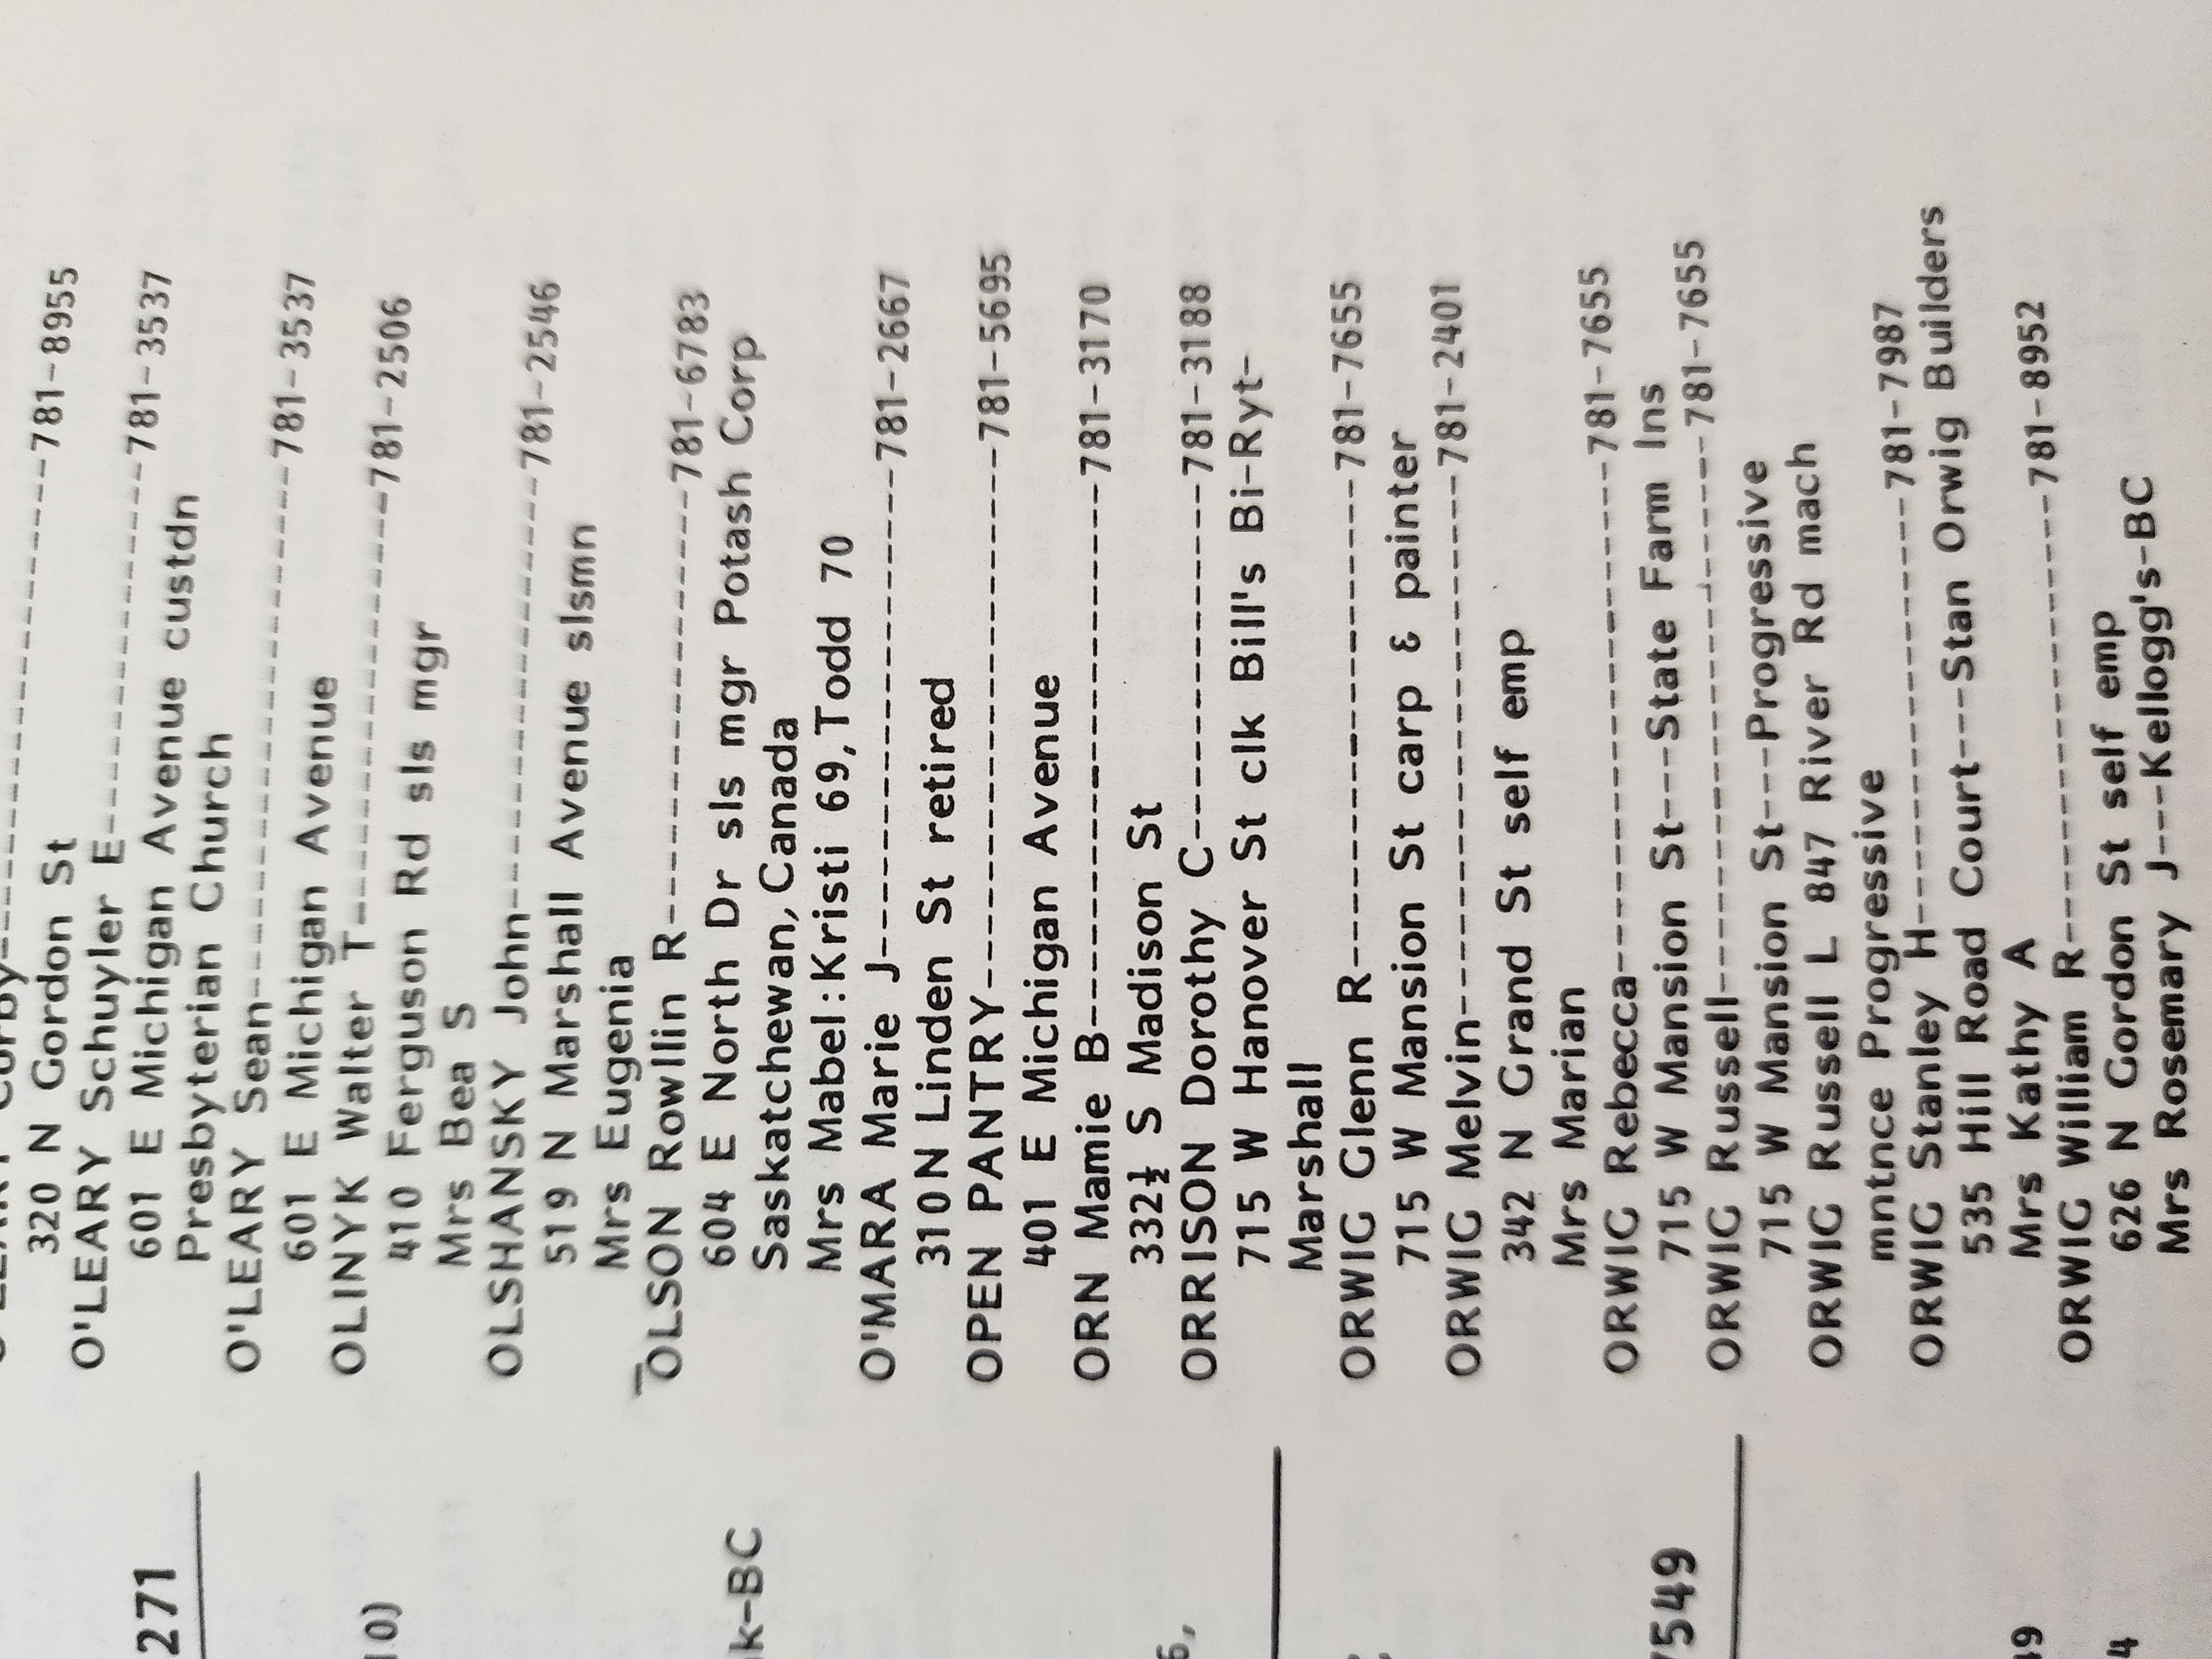 320 N Gordon St
O'LEARY Schuyler E------------781-3537
601 E Michigan Avenue custdn
Presbyterian Church
O'LEARY Sean-----------------781-3537
601 E Michigan Avenue
OLINYK Walter T--------------781-2506
410 Ferguson Rd sls mgr
Mrs Bea S
OLSHANSKY John--------------781-2546
519 N Marshall Avenue slsmn
Mrs Eugenia
OLSON Rowllin R--------------781-6783
604 E North Dr sls mgr Potash Corp
Saskatchewan,Canada
Mrs Mabel:Kristi 69,Todd 70
O'MARA Marie J---------------781-2667
310 N Linden St retired
OPEN PANTRY-----------------781-5695
401 E Michigan Avenue
ORN Mamie B------------------781-3170
332½ S Madison St
ORRISON Dorothy C-----------781-3188
715 W Hanover St clk Bill's Bi-Ryt-
Marshall
ORWIG Glenn R----------------781-7655
715 W Mansion St carp & painter
ORWIG Melvin-----------------781-2401
342 N Grand St self emp
Mrs Marian
ORWIG Rebecca----------------781-7655
715 W Mansion St---State Farm Ins
ORWIG Russell-----------------781-7655
715 W Mansion St---Progressive
ORWIG Russell L 847 River Rd mach
mntnce Progressive
ORWIG Stanley H--------------781-7987
535 Hill Road Court---Stan Orwig Builders
Mrs Kathy A
ORWIG William R--------------781-8952
626 N Gordon St self emp
Mrs Rosemary J---Kellogg's-BC
781-8955
271
10)
k-BC
6,
7549
49
4